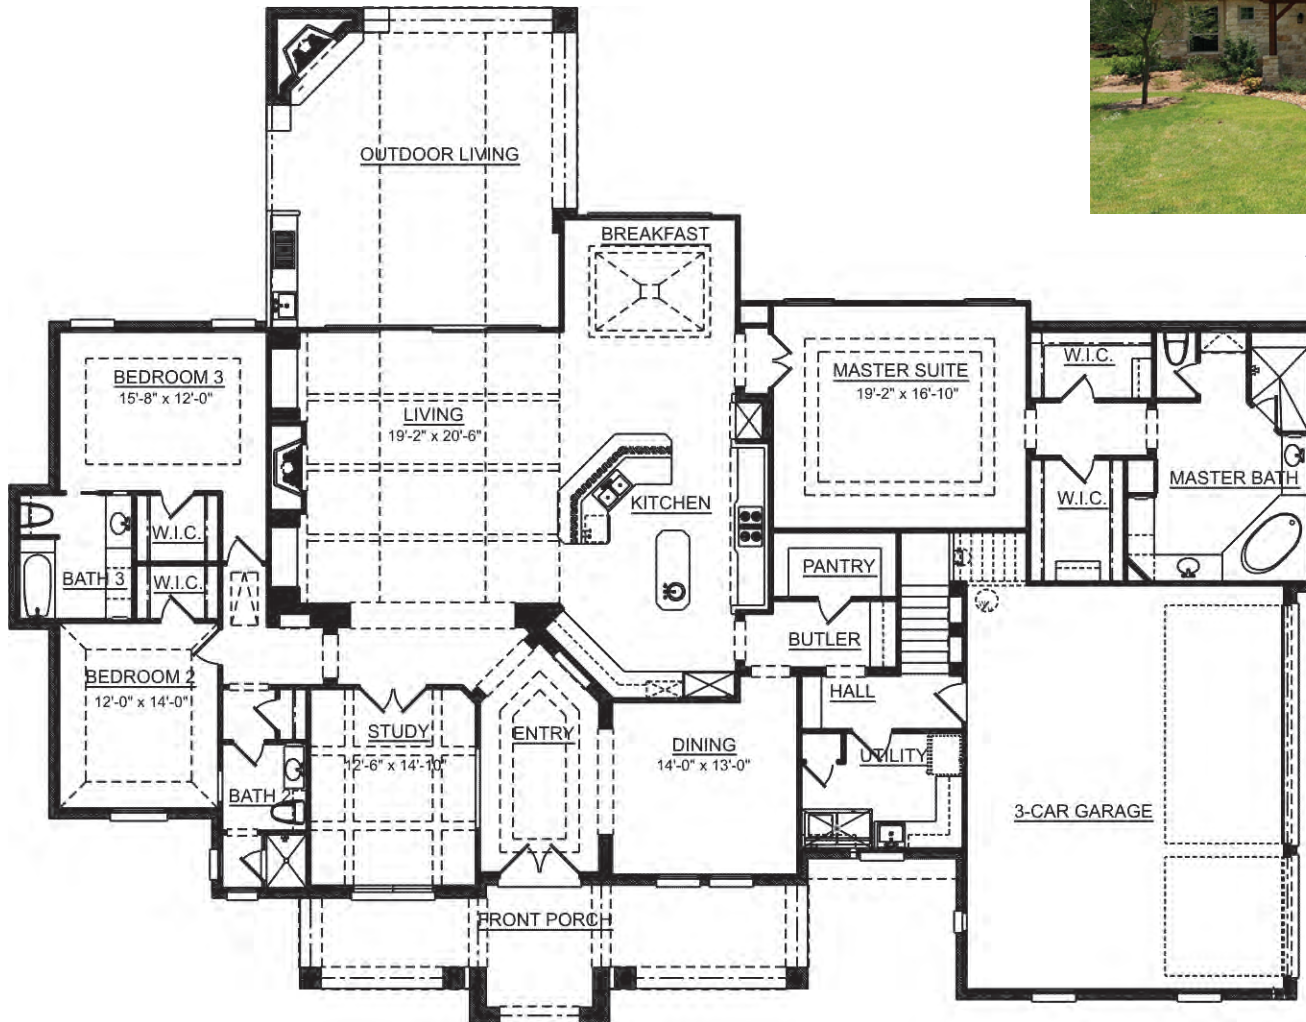 OUTDOOR LIVING
BREAKFAST
BEDROOM 3
15'-8" x 12'-0"
LIVING
19'-2" x 20'-6"
MASTER SUITE
19'-2" x 16'-10"
W.I.C.
MASTER BATH
W.I.C.
KITCHEN
W.I.C.
BATH 3
W.I.C.
PANTRY
BUTLER
BEDROOM 2
12'-0" x 14'-0"
HALL
STUDY
12'-6" x 14'-10"
ENTRY
DINING
14'-0" x 13'-0"
UTILITY
BATH 2
3-CAR GARAGE
FRONT PORCH